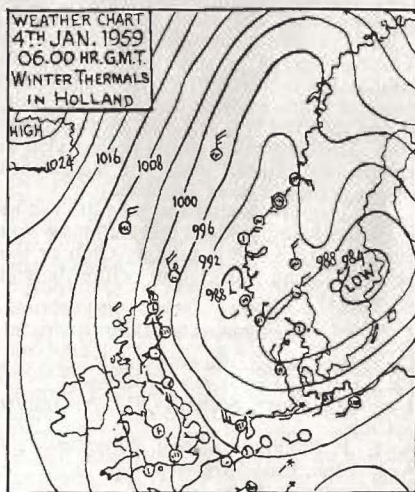 WEATHER CHART
4TH JAN. 1959
06.00 HR.G.M.T.
WINTER THERMALS
IN HOLLAND
HIGH
1024
1016
1008
1000
996
992
988
L
988
984
LOW